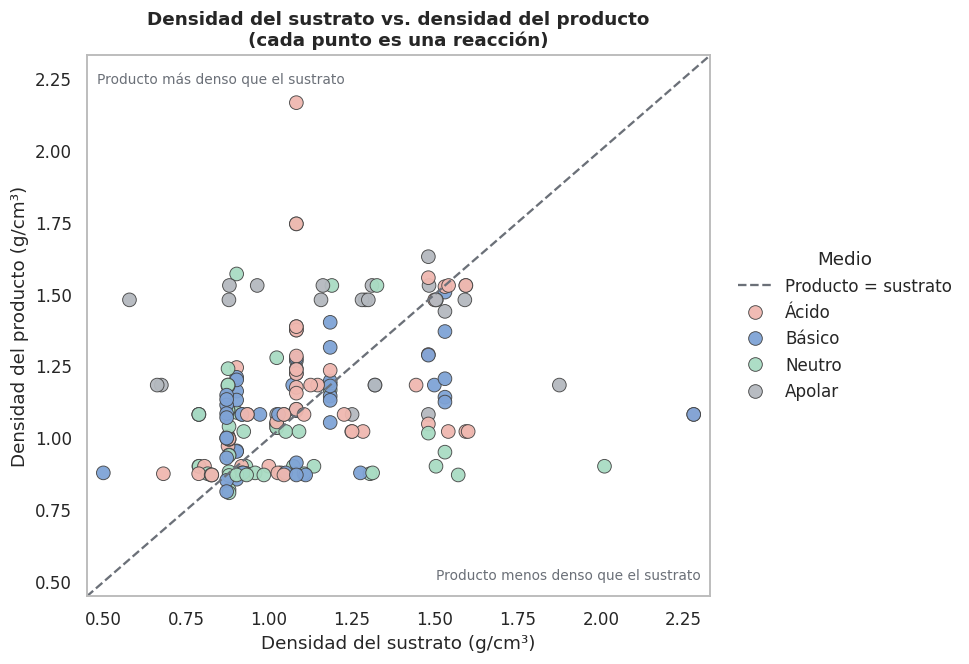 Densidad del sustrato vs. densidad del producto
(cada punto es una reacción)
Densidad del producto (g/cm³)
2.25
2.00
1.75
1.50
1.25
1.00
0.75
0.50
Producto más denso que el sustrato
Producto menos denso que el sustrato
0.50 0.75 1.00 1.25 1.50 1.75 2.00 2.25
Densidad del sustrato (g/cm³)
Medio
Producto = sustrato
Ácido
Básico
Neutro
Apolar